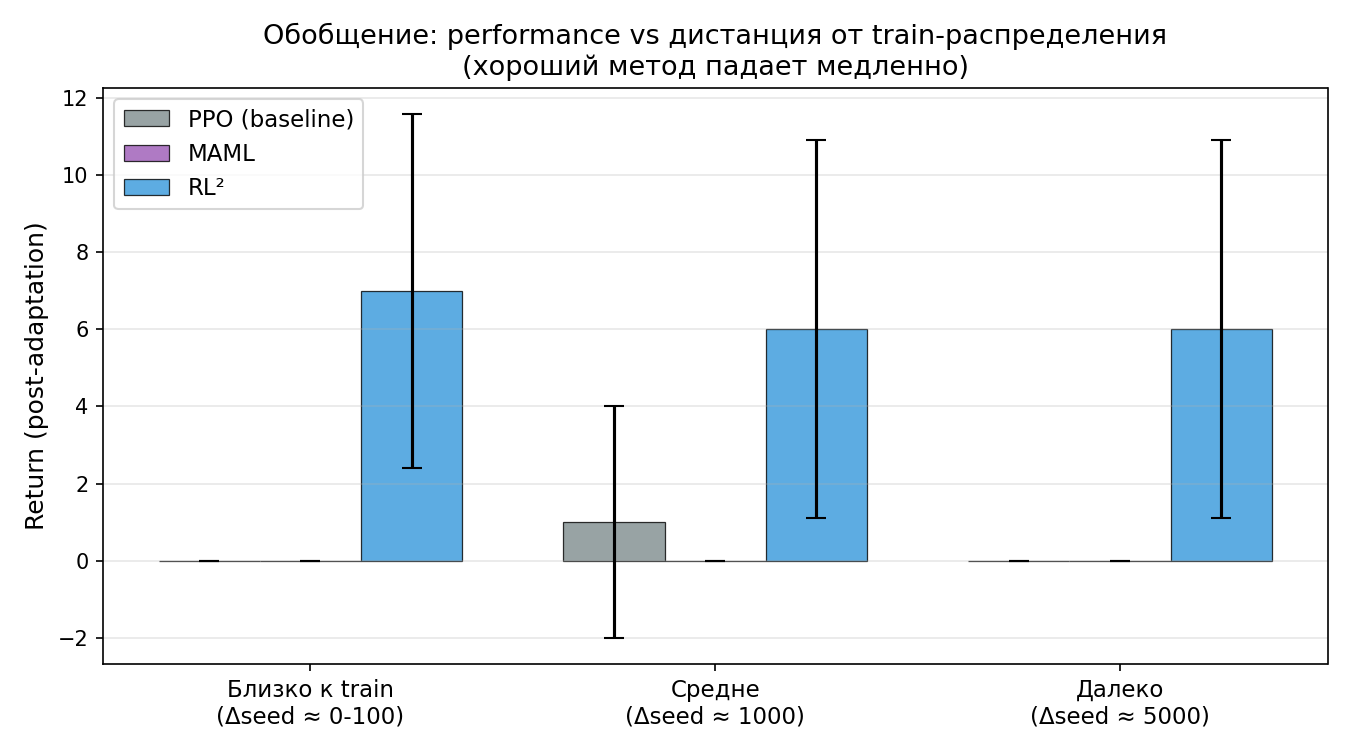 Обобщение: performance vs дистанция от train-распределения
(хороший метод падает медленно)
PPO (baseline)
MAML
RL²
Return (post-adaptation)
12
10
8
6
4
2
0
−2
Близко к train
(Δseed ≈ 0-100)
Средне
(Δseed ≈ 1000)
Далеко
(Δseed ≈ 5000)